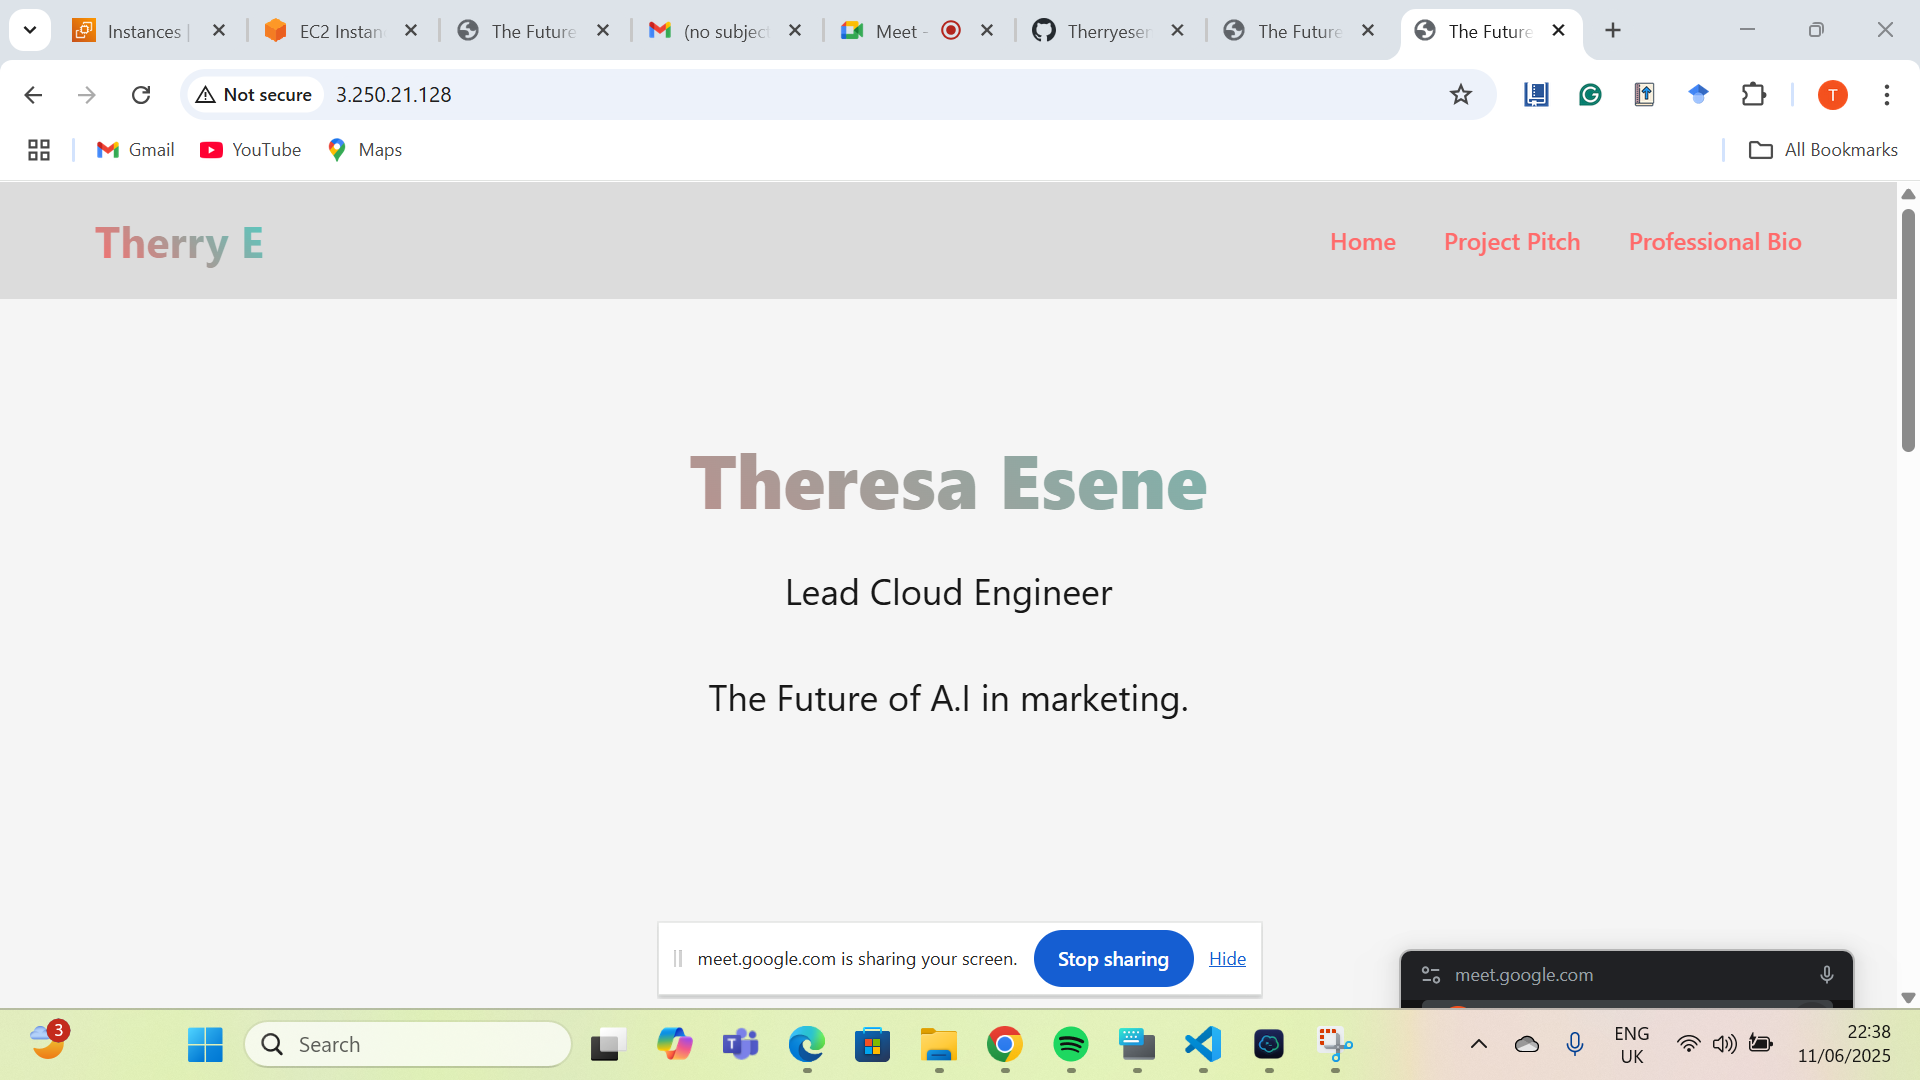 Instances |
EC2 Instan
The Future
(no subject
Meet -
Therryeser
The Future
The Future
Not secure
3.250.21.128
T
Gmail
YouTube
Maps
All Bookmarks
Therry E
Home
Project Pitch
Professional Bio
Theresa Esene
Lead Cloud Engineer
The Future of A.I in marketing.
meet.google.com is sharing your screen.
Stop sharing
Hide
meet.google.com
3
Search
ENG
UK
22:38
11/06/2025